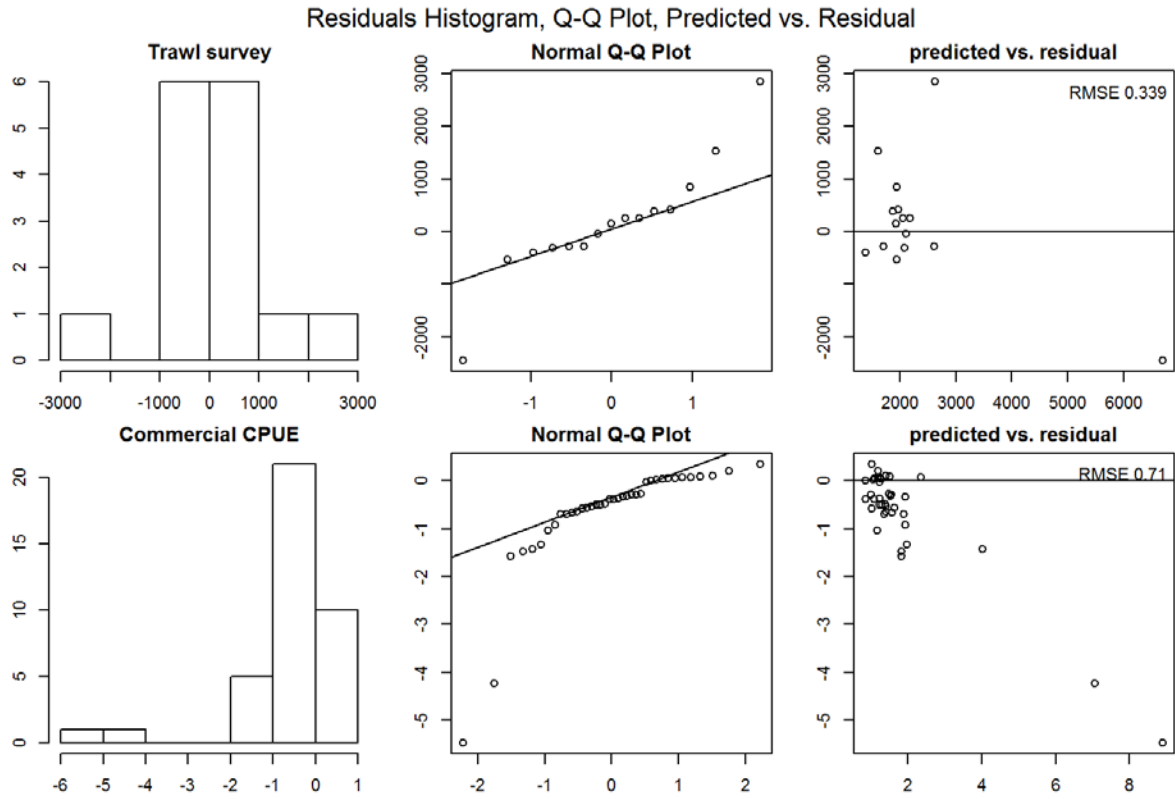 Residuals Histogram, Q-Q Plot, Predicted vs. Residual
Trawl survey
Normal Q-Q Plot
predicted vs. residual
0 1 2 3 4 5 6
-3000 -1000 0 1000 3000
-2000 0 1000 2000 3000
-1 0 1
RMSE 0.339
-2000 0 1000 2000 3000
2000 3000 4000 5000 6000
Commercial CPUE
Normal Q-Q Plot
predicted vs. residual
0 5 10 15 20
-6 -5 -4 -3 -2 -1 0 1
-5 -4 -3 -2 -1 0
-2 -1 0 1 2
RMSE 0.71
-5 -4 -3 -2 -1 0
2 4 6 8